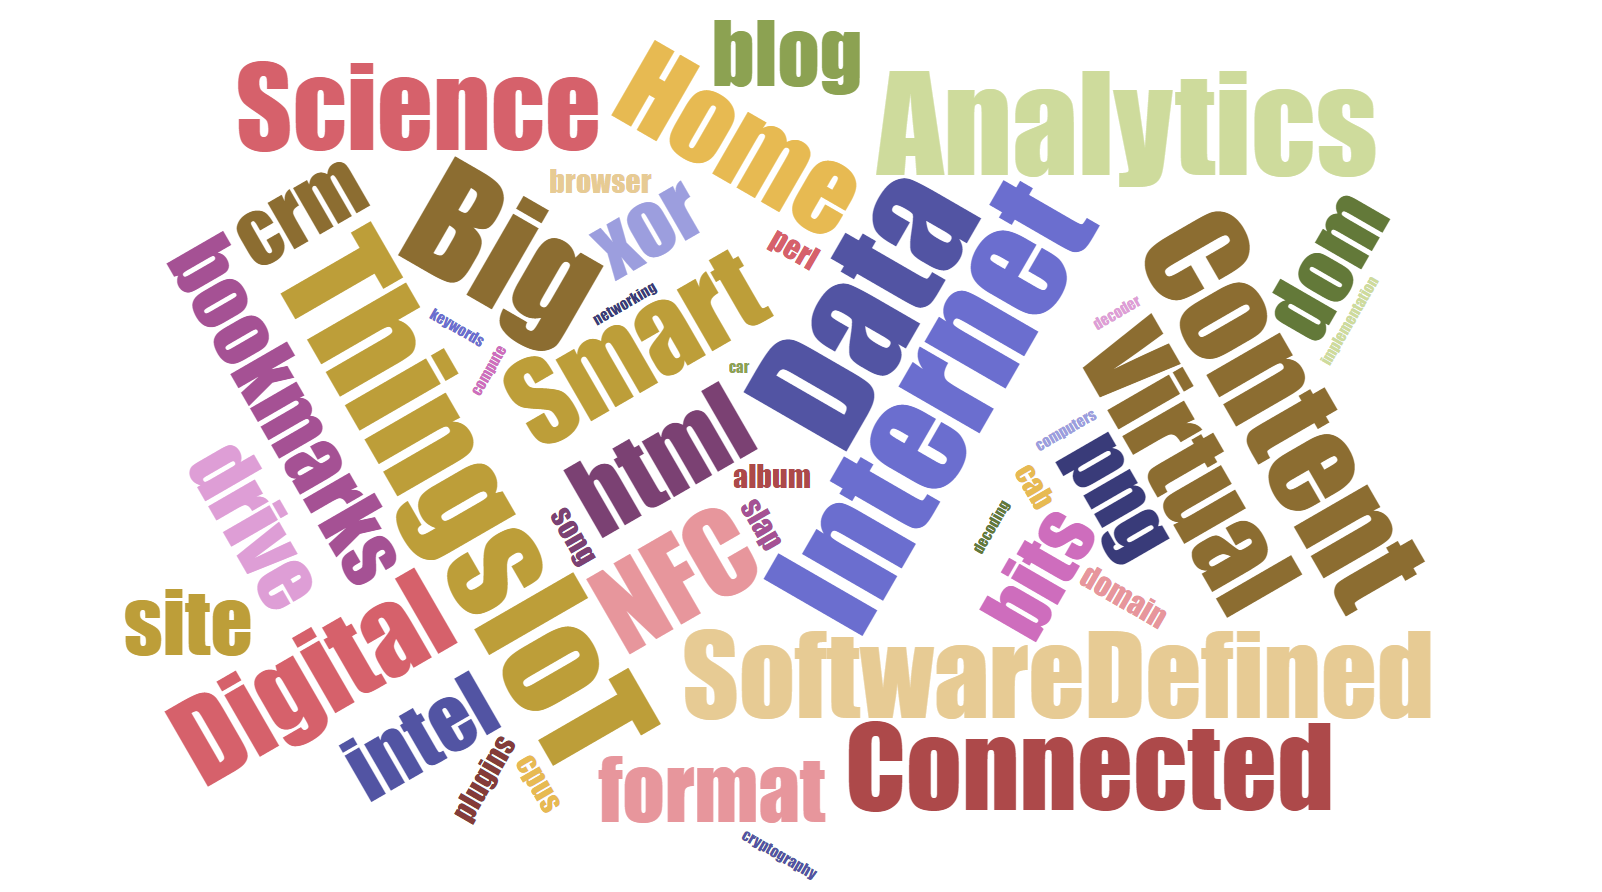 blog
Science
Home
Analytics
crm
Big
browser
xor
Data
Internet
Content
dom
bookmarks
Things
perl
Smart
networking
keywords
compute
car
decoder
implementation
Virtual
html
computers
png
drive
album
cab
song
slap
decoding
bits
NFC
domain
IoT
site
Digital
SoftwareDefined
intel
plugins
cpus
format
Connected
cryptography